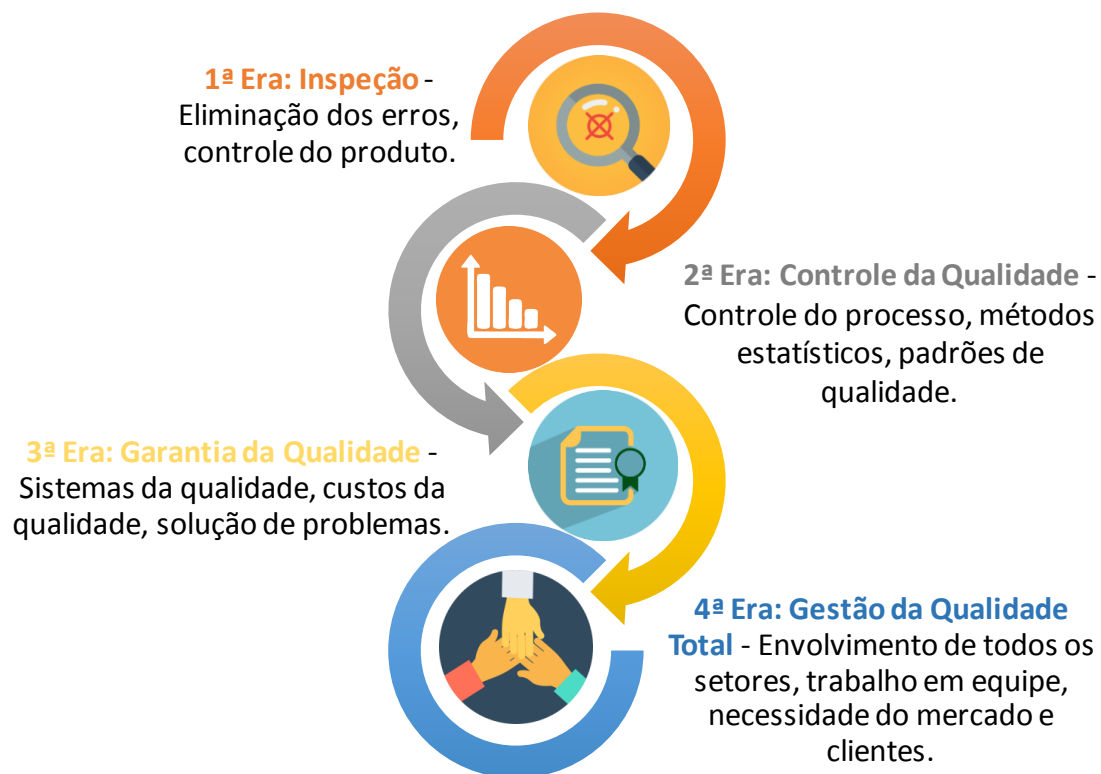 1ª Era: Inspeção -
Eliminação dos erros,
controle do produto.
2ª Era: Controle da Qualidade -
Controle do processo, métodos
estatísticos, padrões de
qualidade.
3ª Era: Garantia da Qualidade -
Sistemas da qualidade, custos da
qualidade, solução de problemas.
4ª Era: Gestão da Qualidade
Total - Envolvimento de todos os
setores, trabalho em equipe,
necessidade do mercado e
clientes.